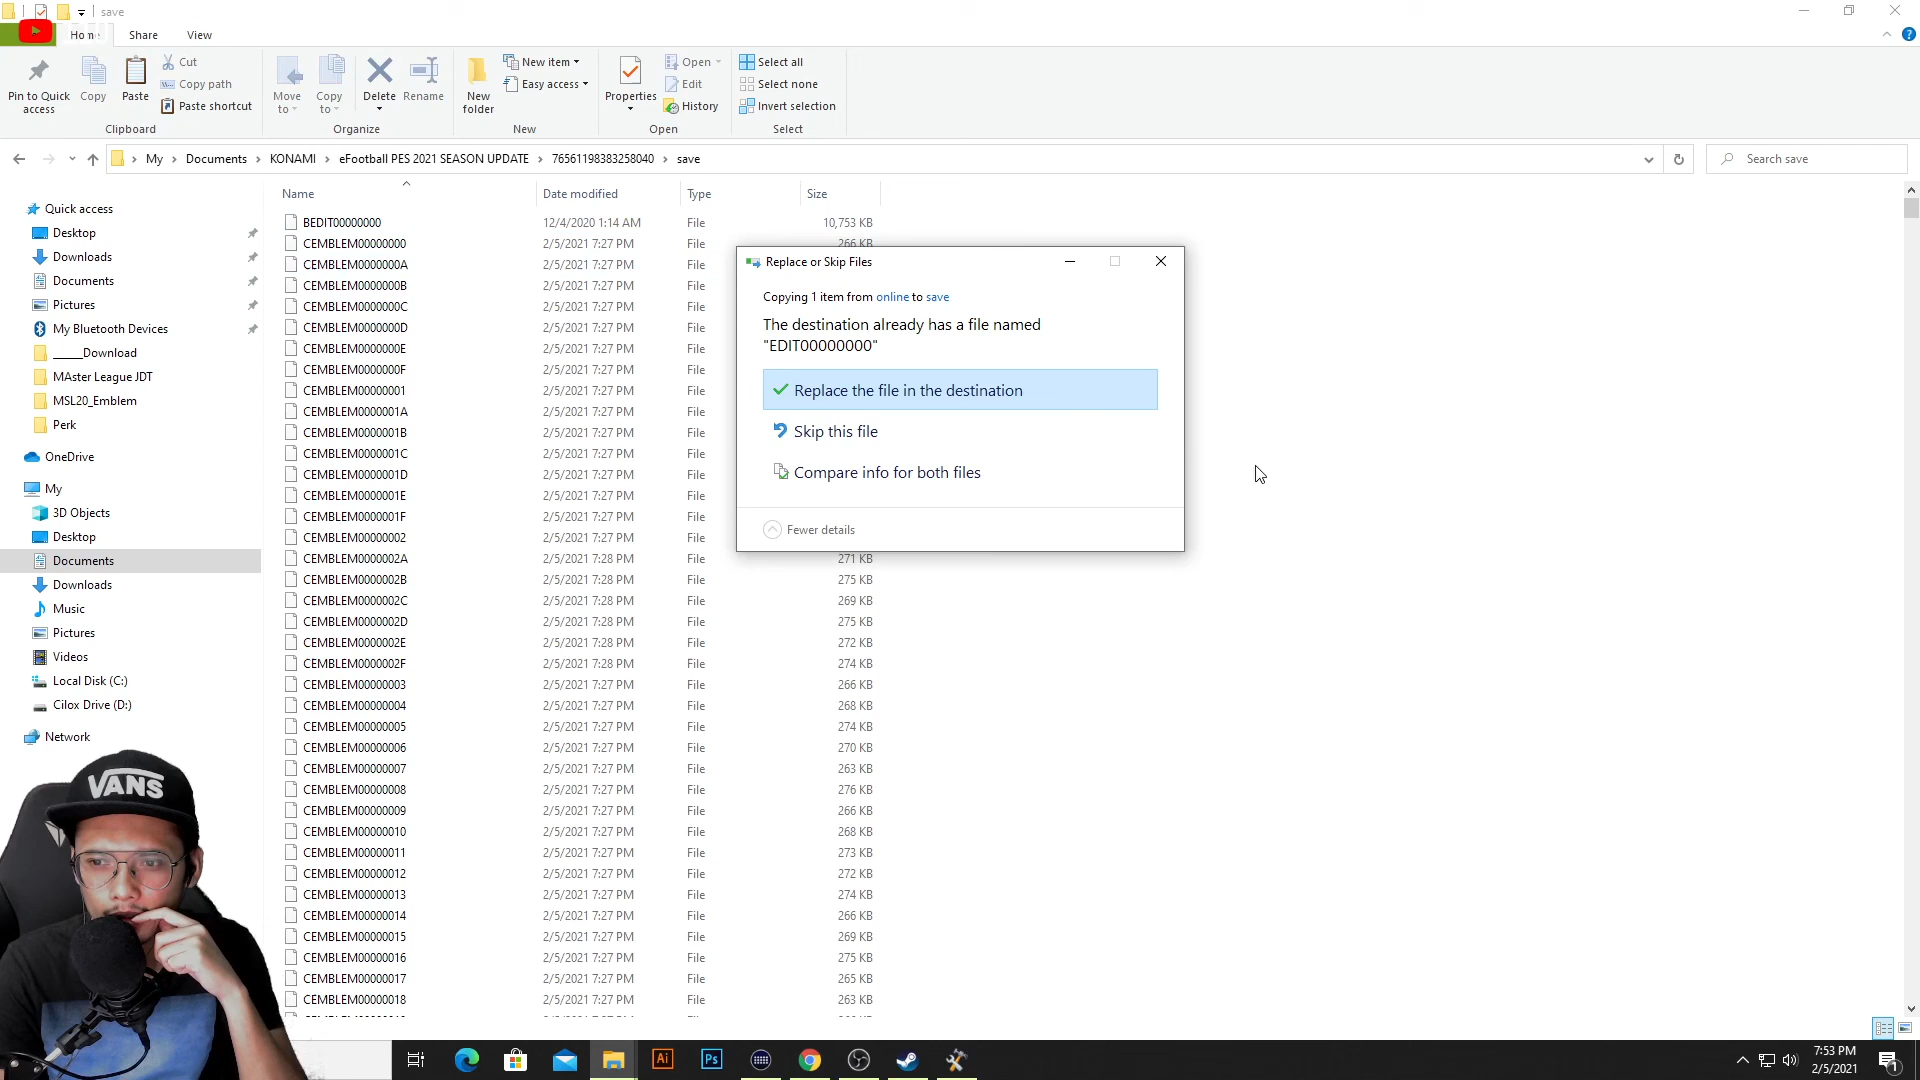 save
Home Share View
Pin to Quick access
Copy
Paste
Cut
Copy path
Paste shortcut
Clipboard
Move to
Copy to
Delete
Rename
Organize
New folder
New item
Easy access
New
Properties
Open
Edit
History
Open
Select all
Select none
Invert selection
Select
My > Documents > KONAMI > eFootball PES 2021 SEASON UPDATE > 76561198383258040 > save
Search save
Quick access
Desktop
Downloads
Documents
Pictures
My Bluetooth Devices
_____Download
MAster League JDT
MSL20_Emblem
Perk
OneDrive
My
3D Objects
Desktop
Documents
Downloads
Music
Pictures
Videos
Local Disk (C:)
Cilox Drive (D:)
Network
Name Date modified Type Size
BEDIT00000000 12/4/2020 1:14 AM File 10,753 KB
CEMBLEM00000000 2/5/2021 7:27 PM File 266 KB
CEMBLEM0000000A 2/5/2021 7:27 PM File
CEMBLEM0000000B 2/5/2021 7:27 PM File
CEMBLEM0000000C 2/5/2021 7:27 PM File
CEMBLEM0000000D 2/5/2021 7:27 PM File
CEMBLEM0000000E 2/5/2021 7:27 PM File
CEMBLEM0000000F 2/5/2021 7:27 PM File
CEMBLEM00000001 2/5/2021 7:27 PM File
CEMBLEM0000001A 2/5/2021 7:27 PM File
CEMBLEM0000001B 2/5/2021 7:27 PM File
CEMBLEM0000001C 2/5/2021 7:27 PM File
CEMBLEM0000001D 2/5/2021 7:27 PM File
CEMBLEM0000001E 2/5/2021 7:27 PM File
CEMBLEM0000001F 2/5/2021 7:27 PM File
CEMBLEM00000002 2/5/2021 7:27 PM File
CEMBLEM0000002A 2/5/2021 7:28 PM File 271 KB
CEMBLEM0000002B 2/5/2021 7:28 PM File 275 KB
CEMBLEM0000002C 2/5/2021 7:28 PM File 269 KB
CEMBLEM0000002D 2/5/2021 7:28 PM File 275 KB
CEMBLEM0000002E 2/5/2021 7:28 PM File 272 KB
CEMBLEM0000002F 2/5/2021 7:28 PM File 274 KB
CEMBLEM00000003 2/5/2021 7:27 PM File 266 KB
CEMBLEM00000004 2/5/2021 7:27 PM File 268 KB
CEMBLEM00000005 2/5/2021 7:27 PM File 274 KB
CEMBLEM00000006 2/5/2021 7:27 PM File 270 KB
CEMBLEM00000007 2/5/2021 7:27 PM File 263 KB
CEMBLEM00000008 2/5/2021 7:27 PM File 276 KB
CEMBLEM00000009 2/5/2021 7:27 PM File 266 KB
CEMBLEM00000010 2/5/2021 7:27 PM File 268 KB
CEMBLEM00000011 2/5/2021 7:27 PM File 273 KB
CEMBLEM00000012 2/5/2021 7:27 PM File 272 KB
CEMBLEM00000013 2/5/2021 7:27 PM File 274 KB
CEMBLEM00000014 2/5/2021 7:27 PM File 266 KB
CEMBLEM00000015 2/5/2021 7:27 PM File 269 KB
CEMBLEM00000016 2/5/2021 7:27 PM File 275 KB
CEMBLEM00000017 2/5/2021 7:27 PM File 265 KB
CEMBLEM00000018 2/5/2021 7:27 PM File 263 KB
Replace or Skip Files
Copying 1 item from online to save
The destination already has a file named
"EDIT00000000"
Replace the file in the destination
Skip this file
Compare info for both files
Fewer details
VANS
Ai
Ps
7:53 PM
2/5/2021
1